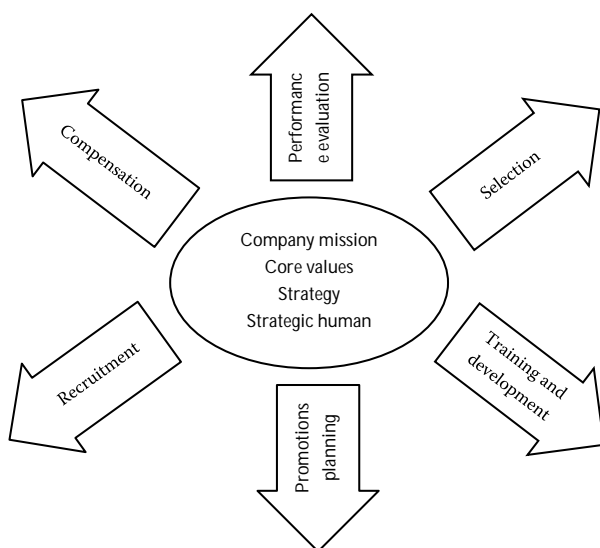 Performanc
e evaluation
Compensation
Selection
Company mission
Core values
Strategy
Strategic human
Recruitment
Training and
development
Promotions
planning